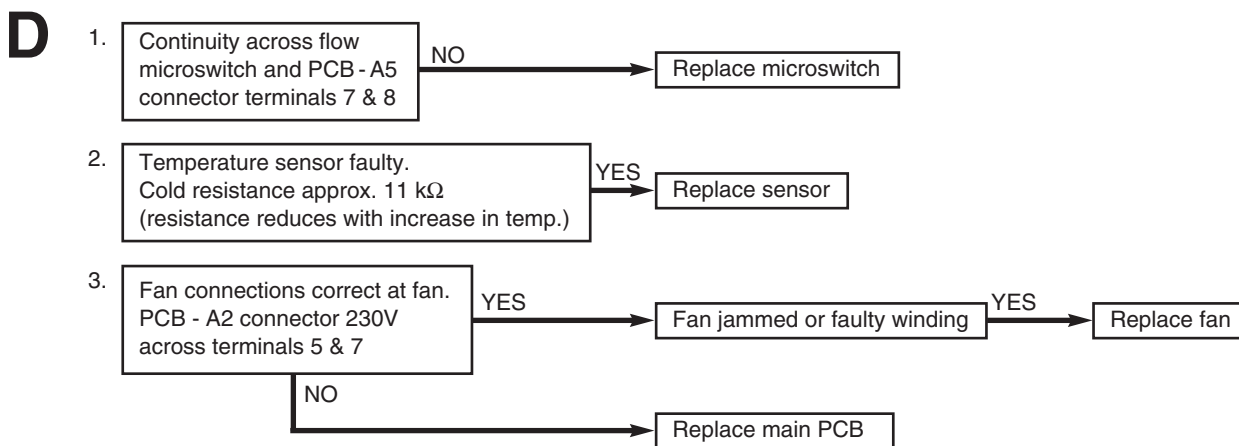 D
1.
Continuity across flow
microswitch and PCB - A5
connector terminals 7 & 8
NO
Replace microswitch
2.
Temperature sensor faulty.
Cold resistance approx. 11 kΩ
(resistance reduces with increase in temp.)
YES
Replace sensor
3.
Fan connections correct at fan.
PCB - A2 connector 230V
across terminals 5 & 7
YES
Fan jammed or faulty winding
YES
Replace fan
NO
Replace main PCB